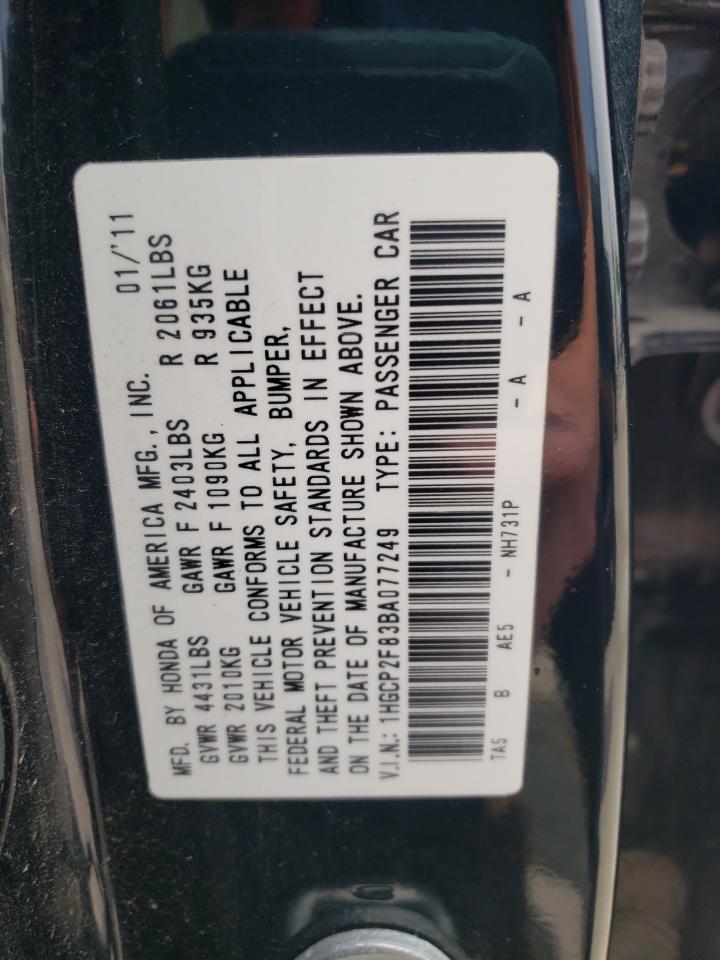 MFD. BY HONDA OF AMERICA MFG., INC. 01/'11
GVWR 4431LBS GAWR F 2403LBS R 2061LBS
GVWR 2010KG GAWR F 1090KG R 935KG
THIS VEHICLE CONFORMS TO ALL APPLICABLE
FEDERAL MOTOR VEHICLE SAFETY, BUMPER,
AND THEFT PREVENTION STANDARDS IN EFFECT
ON THE DATE OF MANUFACTURE SHOWN ABOVE.
V.I.N.: 1HGCP2F83BA077249 TYPE: PASSENGER CAR
TA5 B AE5 - NH731P - A - A